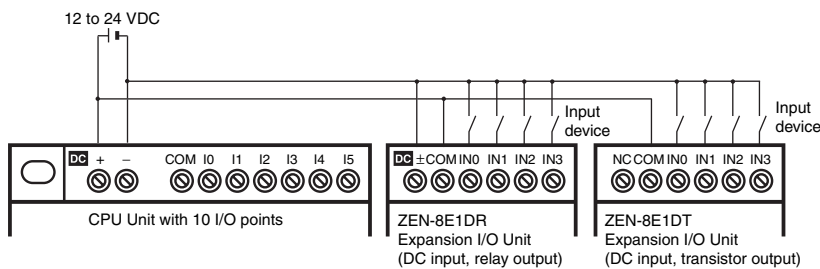 12 to 24 VDC
Input
device
Input
device
DC + − COM I0 I1 I2 I3 I4 I5
DC ± COM IN0 IN1 IN2 IN3
NC COM IN0 IN1 IN2 IN3
CPU Unit with 10 I/O points
ZEN-8E1DR
Expansion I/O Unit
(DC input, relay output)
ZEN-8E1DT
Expansion I/O Unit
(DC input, transistor output)